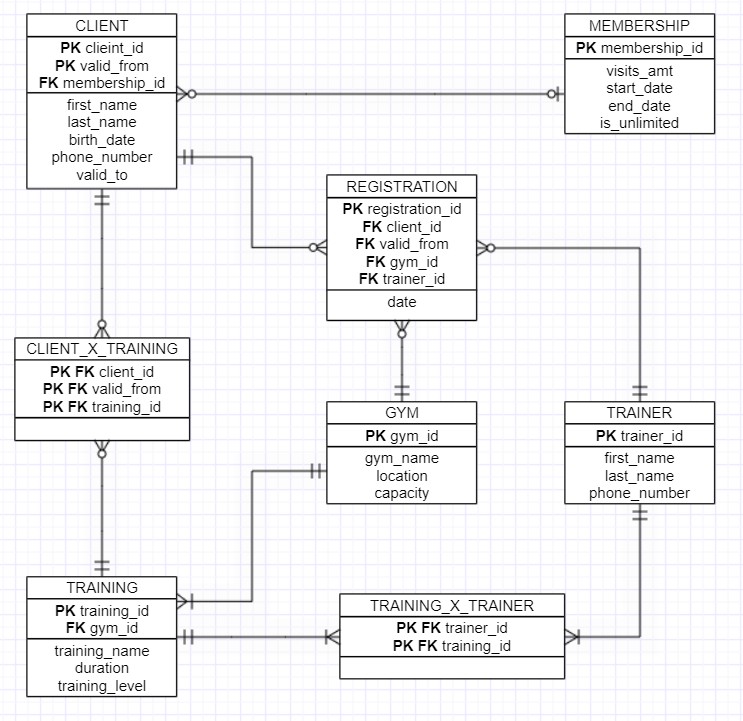 CLIENT
PK clieint_id
PK valid_from
FK membership_id
first_name
last_name
birth_date
phone_number
valid_to
MEMBERSHIP
PK membership_id
visits_amt
start_date
end_date
is_unlimited
REGISTRATION
PK registration_id
FK client_id
FK valid_from
FK gym_id
FK trainer_id
date
CLIENT_X_TRAINING
PK FK client_id
PK FK valid_from
PK FK training_id
GYM
PK gym_id
gym_name
location
capacity
TRAINER
PK trainer_id
first_name
last_name
phone_number
TRAINING
PK training_id
FK gym_id
training_name
duration
training_level
TRAINING_X_TRAINER
PK FK trainer_id
PK FK training_id